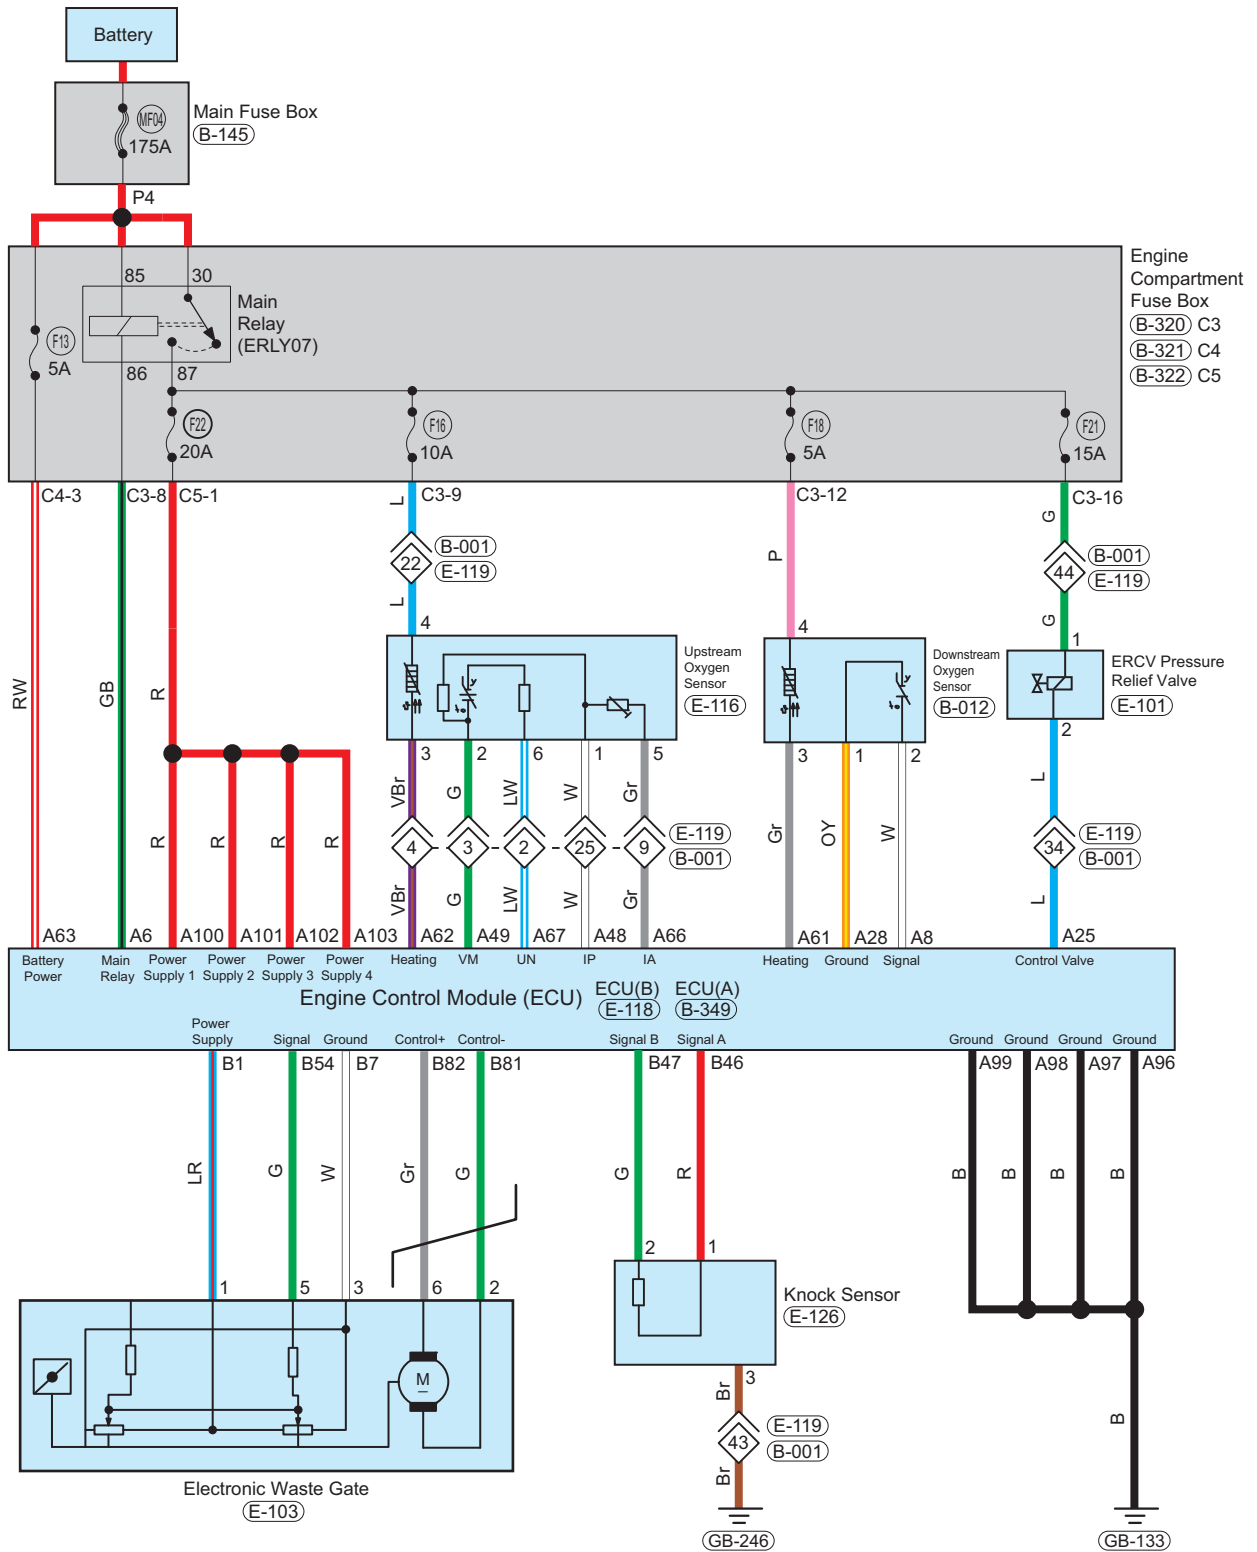 Battery
MF04
175A
Main Fuse Box
B-145
P4
Engine
Compartment
Fuse Box
B-320 C3
B-321 C4
B-322 C5
85
30
Main
Relay
(ERLY07)
86
87
F13
5A
F22
20A
F16
10A
F18
5A
F21
15A
C4-3
C3-8
C5-1
C3-9
C3-12
C3-16
L
22
B-001
E-119
L
P
G
44
B-001
E-119
G
RW
GB
R
4
Upstream
Oxygen
Sensor
E-116
4
Downstream
Oxygen
Sensor
B-012
1
ERCV Pressure
Relief Valve
E-101
3
2
6
1
5
3
1
2
2
VBr
G
LW
W
Gr
L
R
R
R
R
4
3
2
25
9
E-119
B-001
Gr
OY
W
34
E-119
B-001
VBr
G
LW
W
Gr
L
A63
A6
A100
A101
A102
A103
A62
A49
A67
A48
A66
A61
A28
A8
A25
Battery
Power
Main
Relay
Power
Supply 1
Power
Supply 2
Power
Supply 3
Power
Supply 4
Heating
VM
UN
IP
IA
Heating
Ground
Signal
Control Valve
Engine Control Module (ECU)
ECU(B)
E-118
ECU(A)
B-349
Power
Supply
Signal
Ground
Control+
Control-
Signal B
Signal A
Ground
Ground
Ground
Ground
B1
B54
B7
B82
B81
B47
B46
A99
A98
A97
A96
LR
G
W
Gr
G
G
R
B
B
B
B
1
5
3
6
2
2
1
M
Knock Sensor
E-126
3
Br
43
E-119
B-001
Br
B
Electronic Waste Gate
E-103
GB-246
GB-133